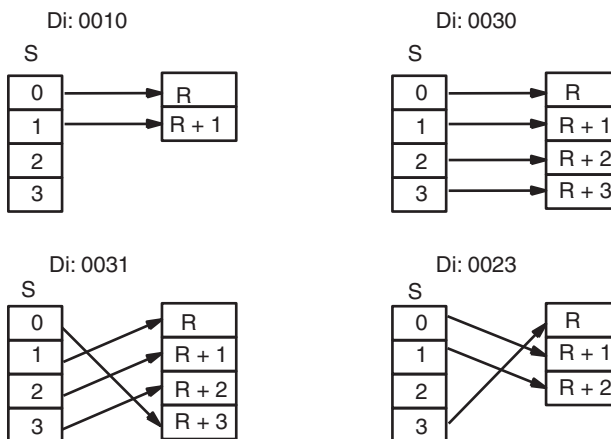 Di: 0010
S
0
1
2
3
R
R + 1
Di: 0030
S
0
1
2
3
R
R + 1
R + 2
R + 3
Di: 0031
S
0
1
2
3
R
R + 1
R + 2
R + 3
Di: 0023
S
0
1
2
3
R
R + 1
R + 2